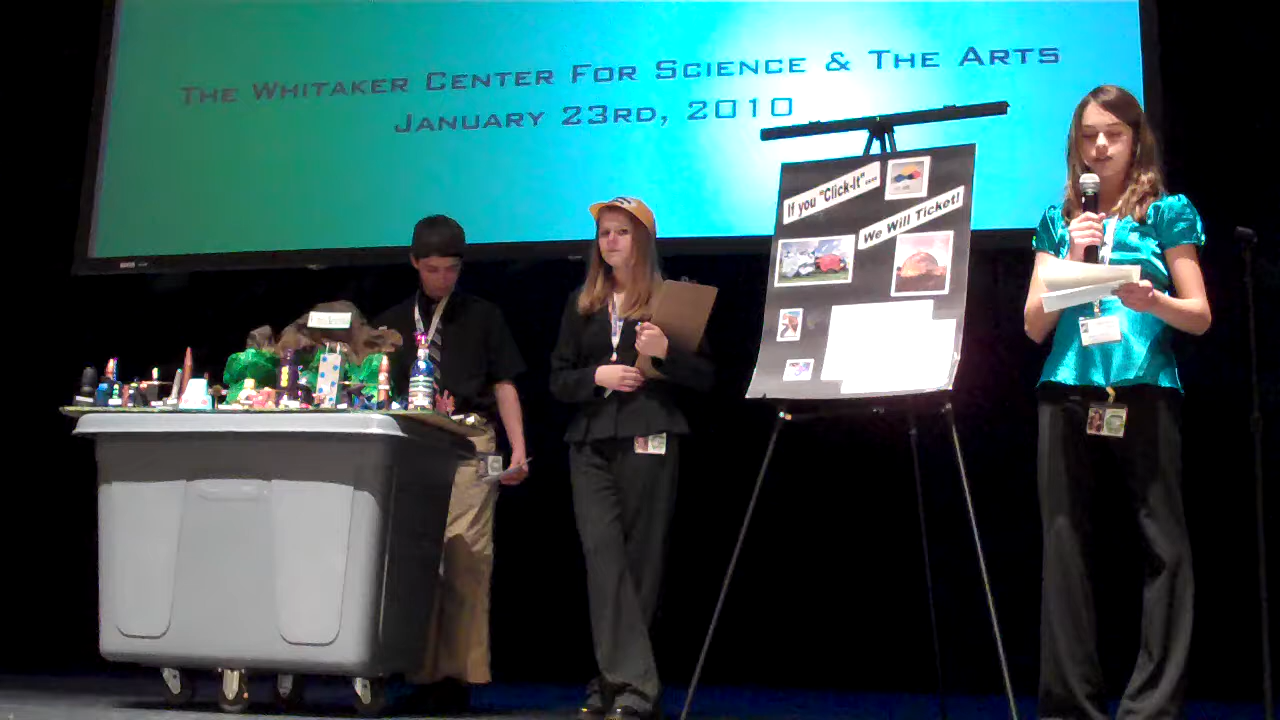 The Whitaker Center For Science & The Arts
January 23rd, 2010
If you "Click-It"....
We Will Ticket!